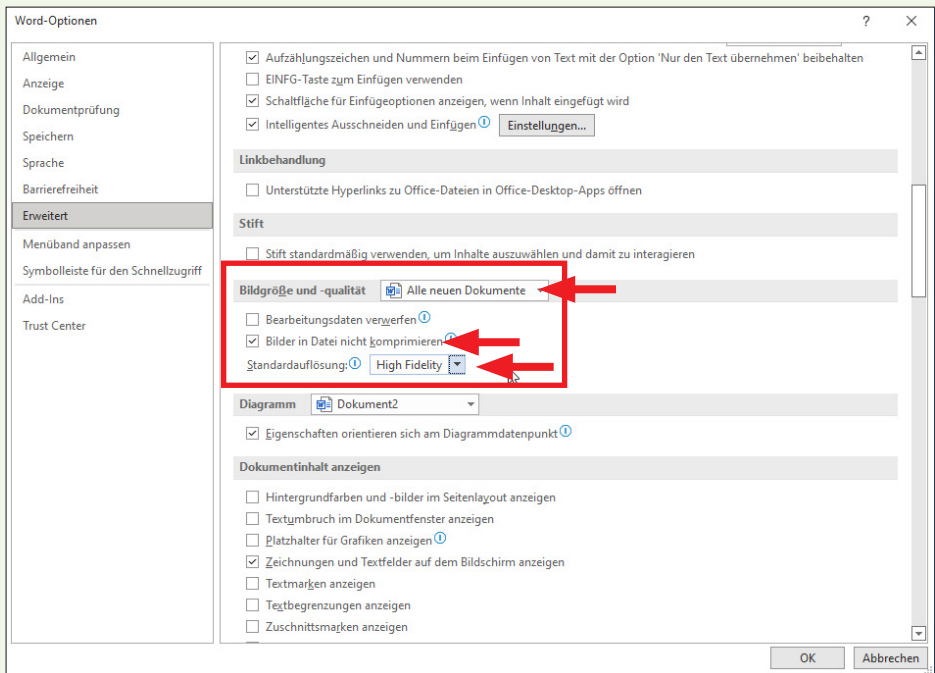 Word-Optionen
?
Allgemein
Anzeige
Dokumentprüfung
Speichern
Sprache
Barrierefreiheit
Erweitert
Menüband anpassen
Symbolleiste für den Schnellzugriff
Add-Ins
Trust Center
Aufzählungszeichen und Nummern beim Einfügen von Text mit der Option 'Nur den Text übernehmen' beibehalten
EINFG-Taste zum Einfügen verwenden
Schaltfläche für Einfügeoptionen anzeigen, wenn Inhalt eingefügt wird
Intelligentes Ausschneiden und Einfügen Einstellungen...
Linkbehandlung
Unterstützte Hyperlinks zu Office-Dateien in Office-Desktop-Apps öffnen
Stift
Stift standardmäßig verwenden, um Inhalte auszuwählen und damit zu interagieren
Bildgröße und -qualität Alle neuen Dokumente
Bearbeitungsdaten verwerfen
Bilder in Datei nicht komprimieren
Standardauflösung: High Fidelity
Diagramm Dokument2
Eigenschaften orientieren sich am Diagrammdatenpunkt
Dokumentinhalt anzeigen
Hintergrundfarben und -bilder im Seitenlayout anzeigen
Textumbruch im Dokumentfenster anzeigen
Platzhalter für Grafiken anzeigen
Zeichnungen und Textfelder auf dem Bildschirm anzeigen
Textmarken anzeigen
Textbegrenzungen anzeigen
Zuschnittsmarken anzeigen
OK Abbrechen